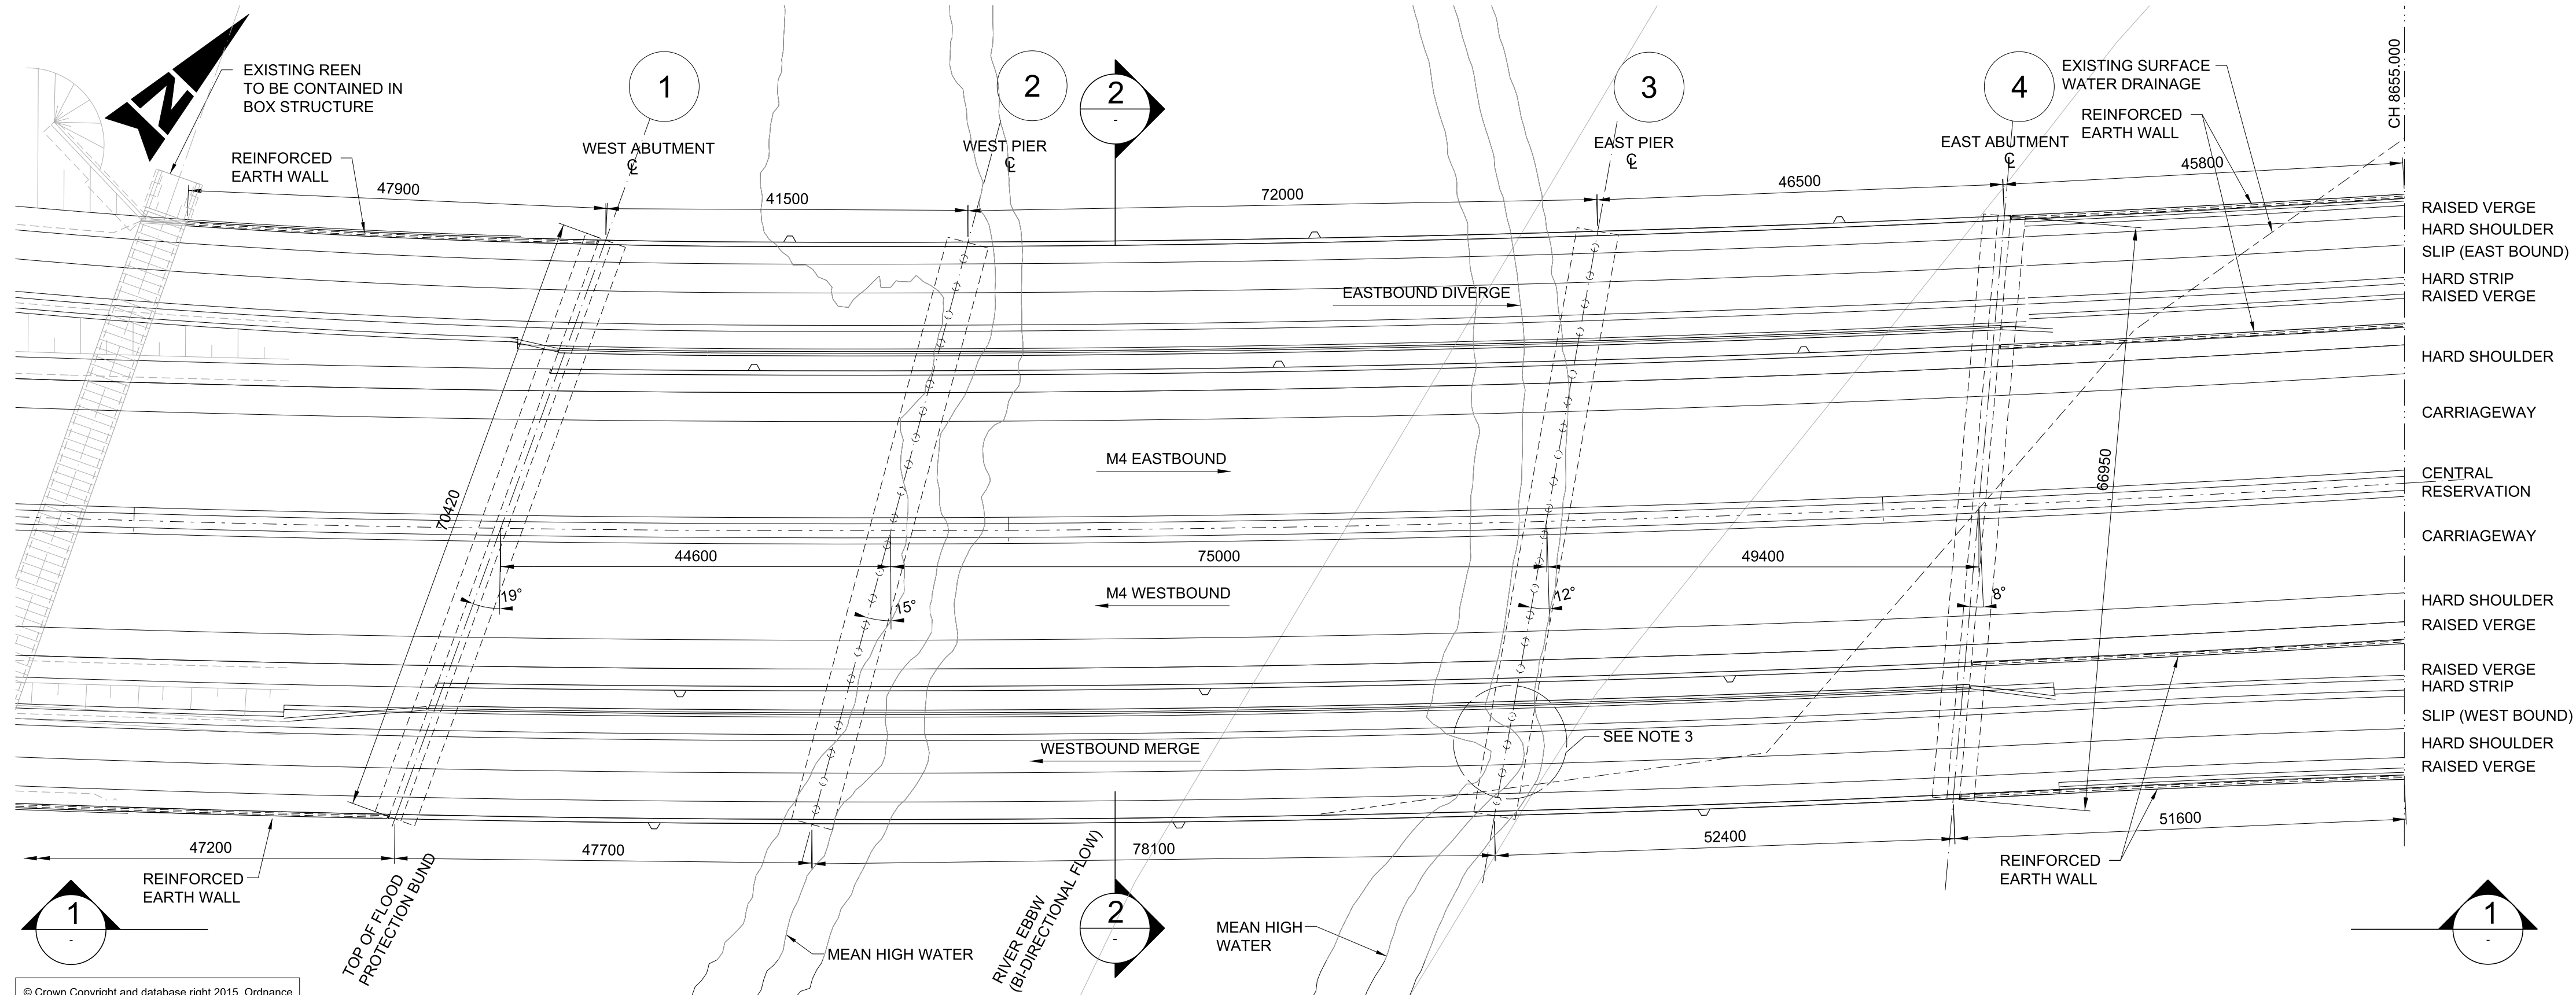 EXISTING REEN
TO BE CONTAINED IN
BOX STRUCTURE
N
REINFORCED
EARTH WALL
1
WEST ABUTMENT
℄
2
WEST PIER
℄
2
-
3
EAST PIER
℄
4
EAST ABUTMENT
℄
EXISTING SURFACE
WATER DRAINAGE
REINFORCED
EARTH WALL
CH 8655.000
47900
41500
72000
46500
45800
RAISED VERGE
HARD SHOULDER
SLIP (EAST BOUND)
HARD STRIP
RAISED VERGE
HARD SHOULDER
CARRIAGEWAY
CENTRAL
RESERVATION
CARRIAGEWAY
HARD SHOULDER
RAISED VERGE
RAISED VERGE
HARD STRIP
SLIP (WEST BOUND)
HARD SHOULDER
RAISED VERGE
EASTBOUND DIVERGE
M4 EASTBOUND
70420
66950
44600
75000
49400
19°
15°
12°
8°
M4 WESTBOUND
WESTBOUND MERGE
SEE NOTE 3
47200
47700
78100
52400
51600
REINFORCED
EARTH WALL
REINFORCED
EARTH WALL
TOP OF FLOOD
PROTECTION BUND
MEAN HIGH WATER
RIVER EBBW
(BI-DIRECTIONAL FLOW)
MEAN HIGH
WATER
1
-
2
-
1
-
© Crown Copyright and database right 2015. Ordnance